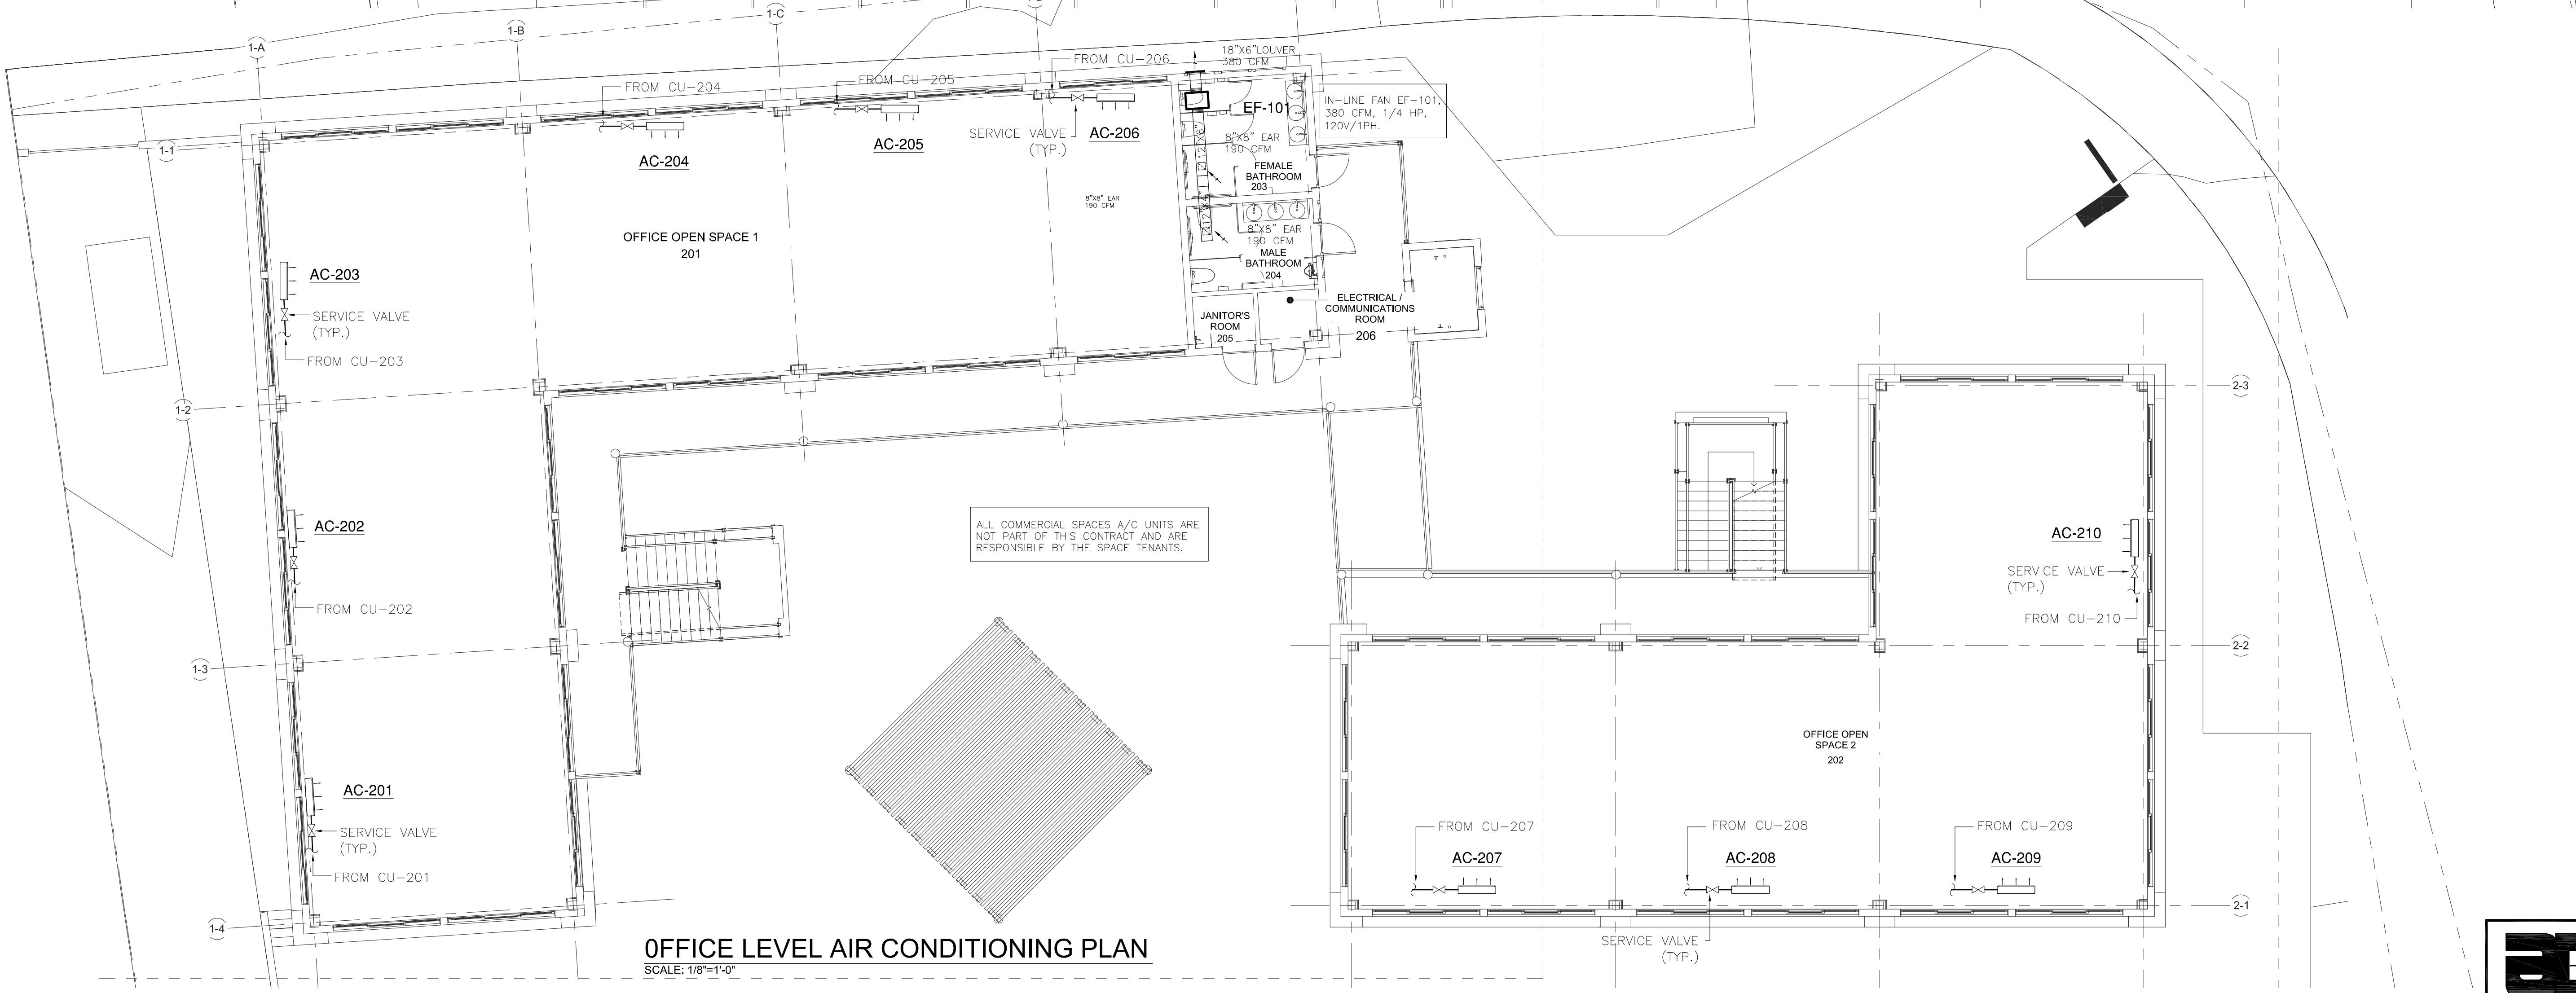 1-A
1-B
1-C
1-1
1-2
1-3
1-4
FROM CU-204
FROM CU-205
FROM CU-206
18"X6"LOUVER
380 CFM
IN-LINE FAN EF-101,
380 CFM, 1/4 HP,
120V/1PH.
EF-101
AC-204
AC-205
SERVICE VALVE
(TYP.)
AC-206
12"X6"
8"X8" EAR
190 CFM
FEMALE
BATHROOM
203
8"X8" EAR
190 CFM
12"X4"
8"X8" EAR
190 CFM
MALE
BATHROOM
204
OFFICE OPEN SPACE 1
201
AC-203
SERVICE VALVE
(TYP.)
FROM CU-203
JANITOR'S
ROOM
205
ELECTRICAL /
COMMUNICATIONS
ROOM
206
AC-202
FROM CU-202
ALL COMMERCIAL SPACES A/C UNITS ARE
NOT PART OF THIS CONTRACT AND ARE
RESPONSIBLE BY THE SPACE TENANTS.
AC-201
SERVICE VALVE
(TYP.)
FROM CU-201
2-3
2-2
2-1
AC-210
SERVICE VALVE
(TYP.)
FROM CU-210
OFFICE OPEN
SPACE 2
202
FROM CU-207
AC-207
FROM CU-208
AC-208
FROM CU-209
AC-209
SERVICE VALVE
(TYP.)
0FFICE LEVEL AIR CONDITIONING PLAN
SCALE: 1/8"=1'-0"